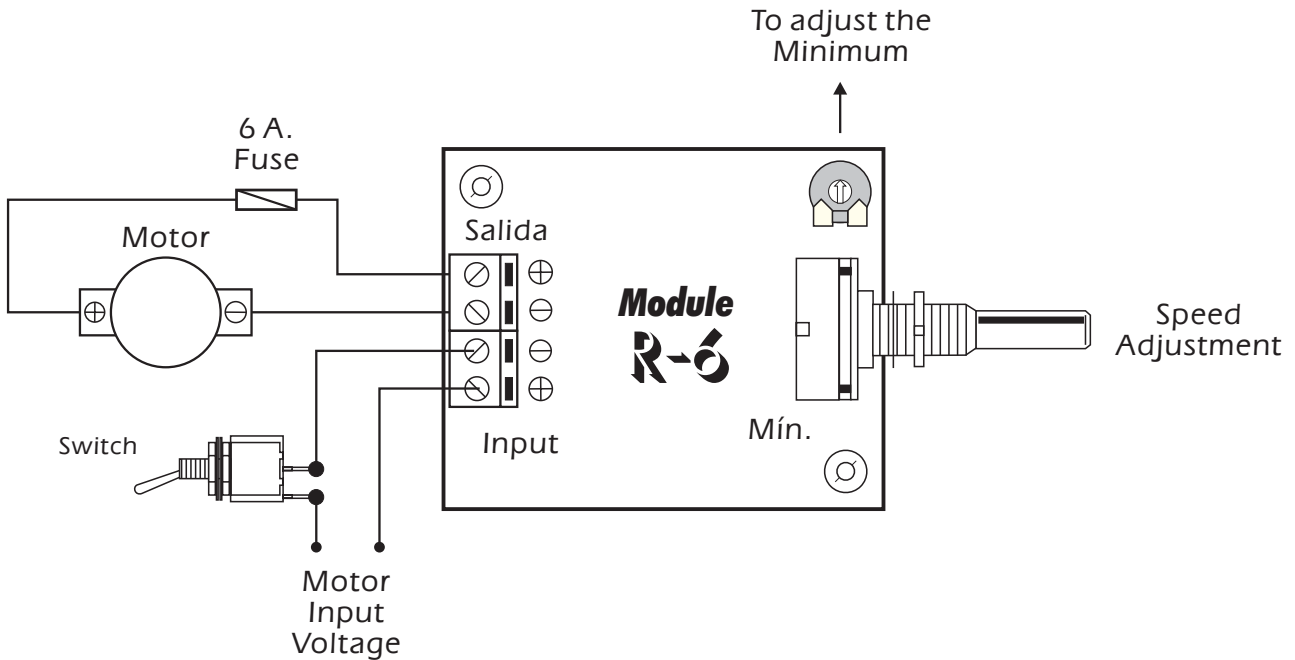 To adjust the
Minimum
6 A.
Fuse
Motor
Salida
Module
R-6
Speed
Adjustment
Mín.
Input
Switch
Motor
Input
Voltage